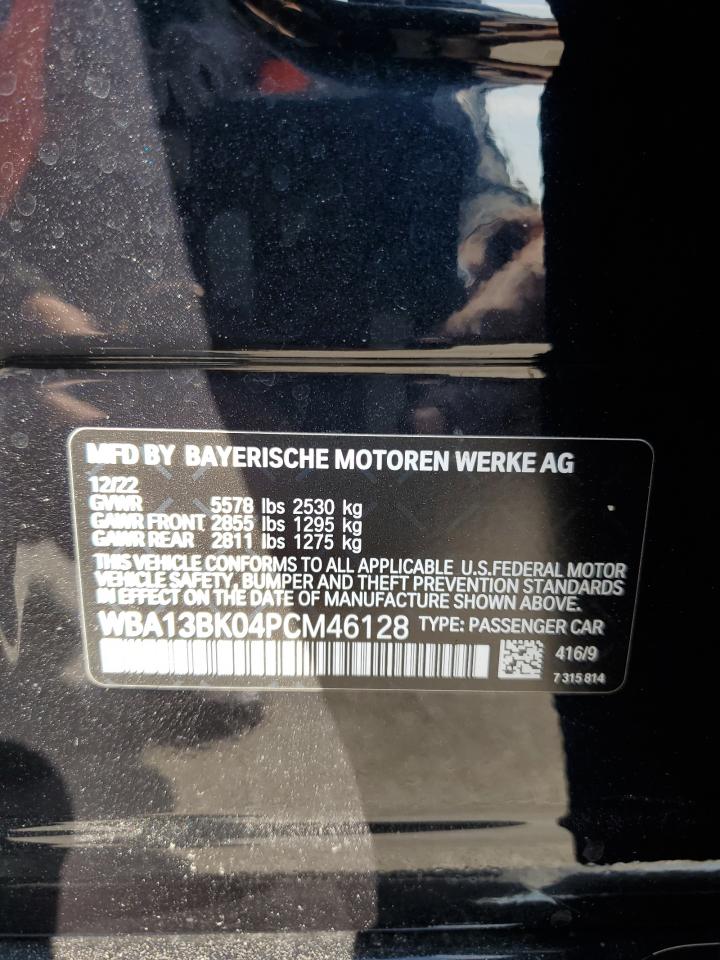 MFD BY BAYERISCHE MOTOREN WERKE AG
12/22
GVWR 5578 lbs 2530 kg
GAWR FRONT 2855 lbs 1295 kg
GAWR REAR 2811 lbs 1275 kg
THIS VEHICLE CONFORMS TO ALL APPLICABLE U.S.FEDERAL MOTOR
VEHICLE SAFETY, BUMPER AND THEFT PREVENTION STANDARDS
IN EFFECT ON THE DATE OF MANUFACTURE SHOWN ABOVE.
WBA13BK04PCM46128 TYPE: PASSENGER CAR
416/9
7 315 814